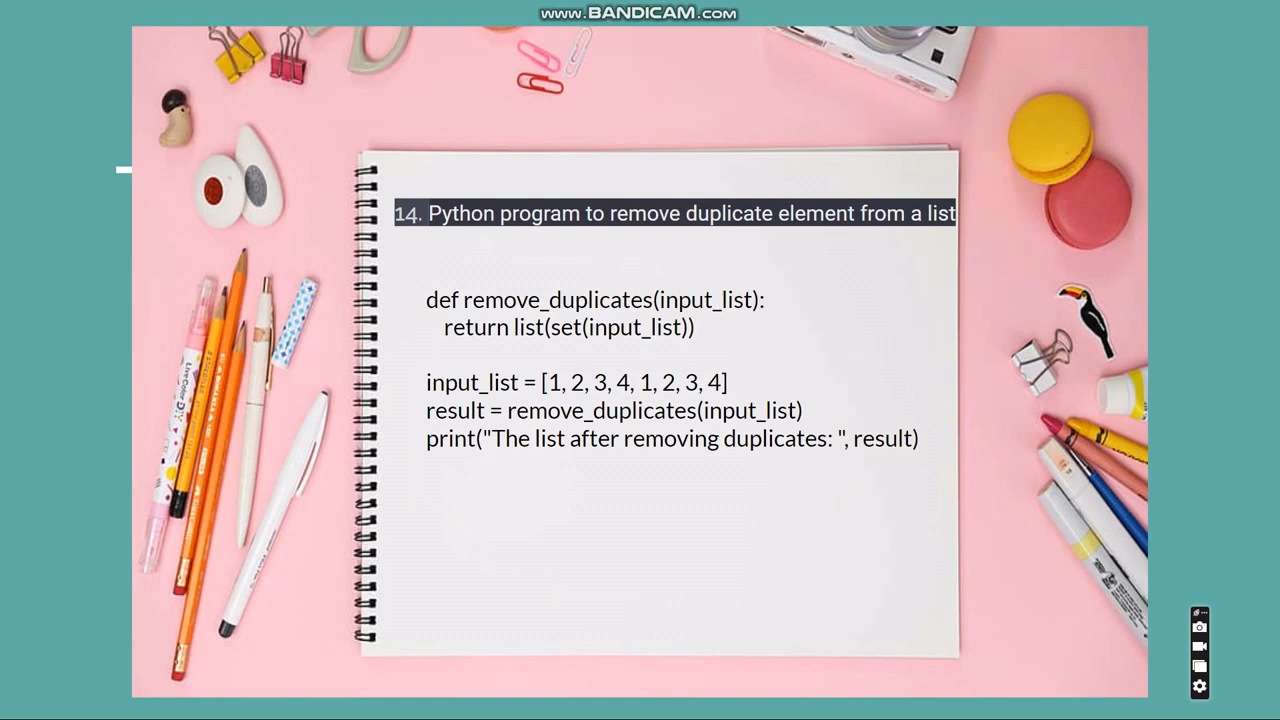 www.BANDICAM.com
14. Python program to remove duplicate element from a list
def remove_duplicates(input_list):
return list(set(input_list))
input_list = [1, 2, 3, 4, 1, 2, 3, 4]
result = remove_duplicates(input_list)
print("The list after removing duplicates: ", result)